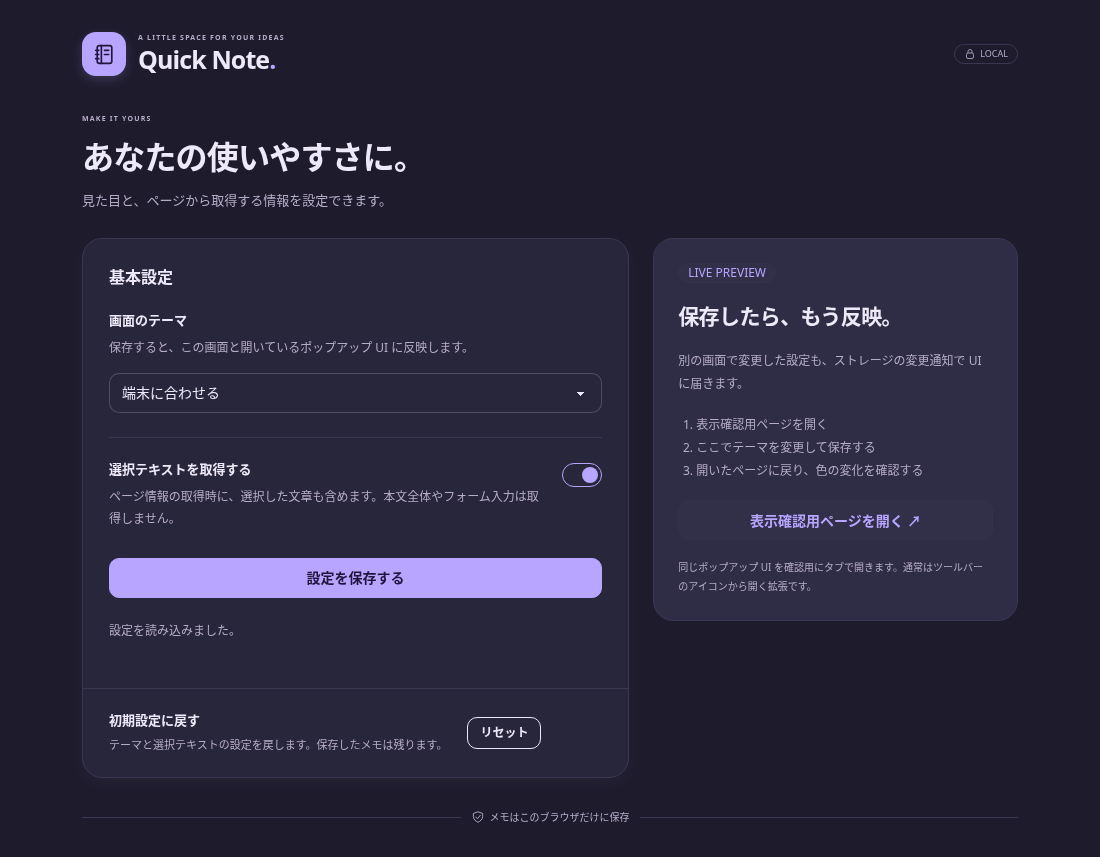 A LITTLE SPACE FOR YOUR IDEAS
Quick Note.
LOCAL
MAKE IT YOURS
あなたの使いやすさに。
見た目と、ページから取得する情報を設定できます。
基本設定
画面のテーマ
保存すると、この画面と開いているポップアップ UI に反映します。
端末に合わせる
選択テキストを取得する
ページ情報の取得時に、選択した文章も含めます。本文全体やフォーム入力は取
得しません。
設定を保存する
設定を読み込みました。
初期設定に戻す
テーマと選択テキストの設定を戻します。保存したメモは残ります。
リセット
LIVE PREVIEW
保存したら、もう反映。
別の画面で変更した設定も、ストレージの変更通知で UI
に届きます。
1. 表示確認用ページを開く
2. ここでテーマを変更して保存する
3. 開いたページに戻り、色の変化を確認する
表示確認用ページを開く ↗
同じポップアップ UI を確認用にタブで開きます。通常はツールバー
のアイコンから開く拡張です。
メモはこのブラウザだけに保存